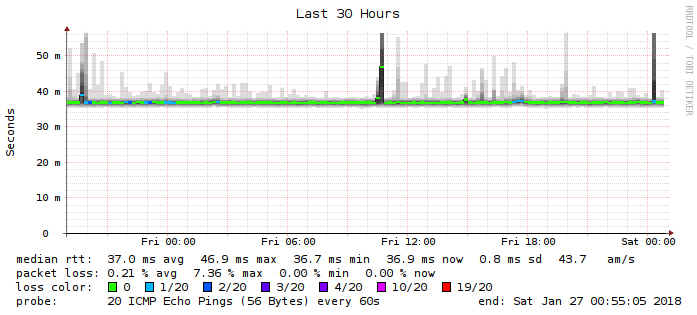 Last 30 Hours
RRDTOOL / TOBI OETIKER
Seconds
50 m
40 m
30 m
20 m
10 m
0
Fri 00:00 Fri 06:00 Fri 12:00 Fri 18:00 Sat 00:00
median rtt: 37.0 ms avg 46.9 ms max 36.7 ms min 36.9 ms now 0.8 ms sd 43.7 am/s
packet loss: 0.21 % avg 7.36 % max 0.00 % min 0.00 % now
loss color: 0 1/20 2/20 3/20 4/20 10/20 19/20
probe: 20 ICMP Echo Pings (56 Bytes) every 60s end: Sat Jan 27 00:55:05 2018